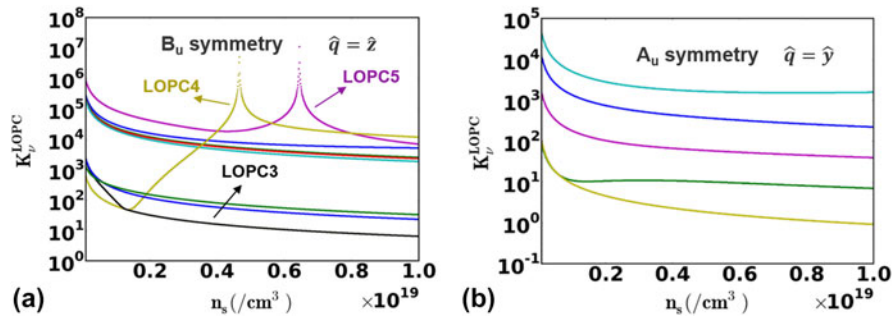 10^8
10^7
10^6
10^5
10^4
10^3
10^2
10^1
10^0
K_ν^LOPC
B_u symmetry q̂ = ẑ
LOPC4
LOPC5
LOPC3
0.2 0.4 0.6 0.8 1.0
×10^19
n_s(/cm^3)
(a)
10^5
10^4
10^3
10^2
10^1
10^0
10^-1
K_ν^LOPC
A_u symmetry q̂ = ŷ
0.2 0.4 0.6 0.8 1.0
×10^19
n_s(/cm^3)
(b)